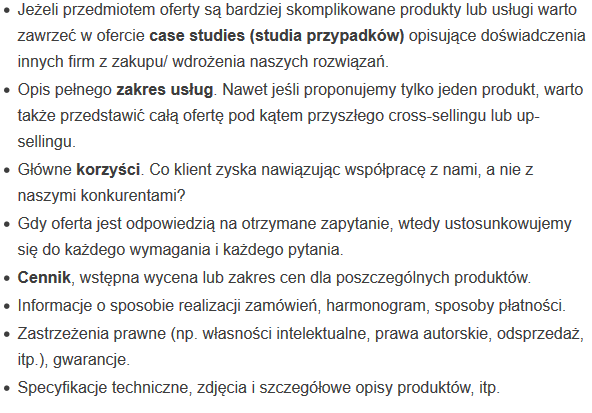 • Jeżeli przedmiotem oferty są bardziej skomplikowane produkty lub usługi warto
zawrzeć w ofercie case studies (studia przypadków) opisujące doświadczenia
innych firm z zakupu/ wdrożenia naszych rozwiązań.
• Opis pełnego zakres usług. Nawet jeśli proponujemy tylko jeden produkt, warto
także przedstawić całą ofertę pod kątem przyszłego cross-sellingu lub up-
sellingu.
• Główne korzyści. Co klient zyska nawiązując współpracę z nami, a nie z
naszymi konkurentami?
• Gdy oferta jest odpowiedzią na otrzymane zapytanie, wtedy ustosunkowujemy
się do każdego wymagania i każdego pytania.
• Cennik, wstępna wycena lub zakres cen dla poszczególnych produktów.
• Informacje o sposobie realizacji zamówień, harmonogram, sposoby płatności.
• Zastrzeżenia prawne (np. własności intelektualne, prawa autorskie, odsprzedaż,
itp.), gwarancje.
• Specyfikacje techniczne, zdjęcia i szczegółowe opisy produktów, itp.